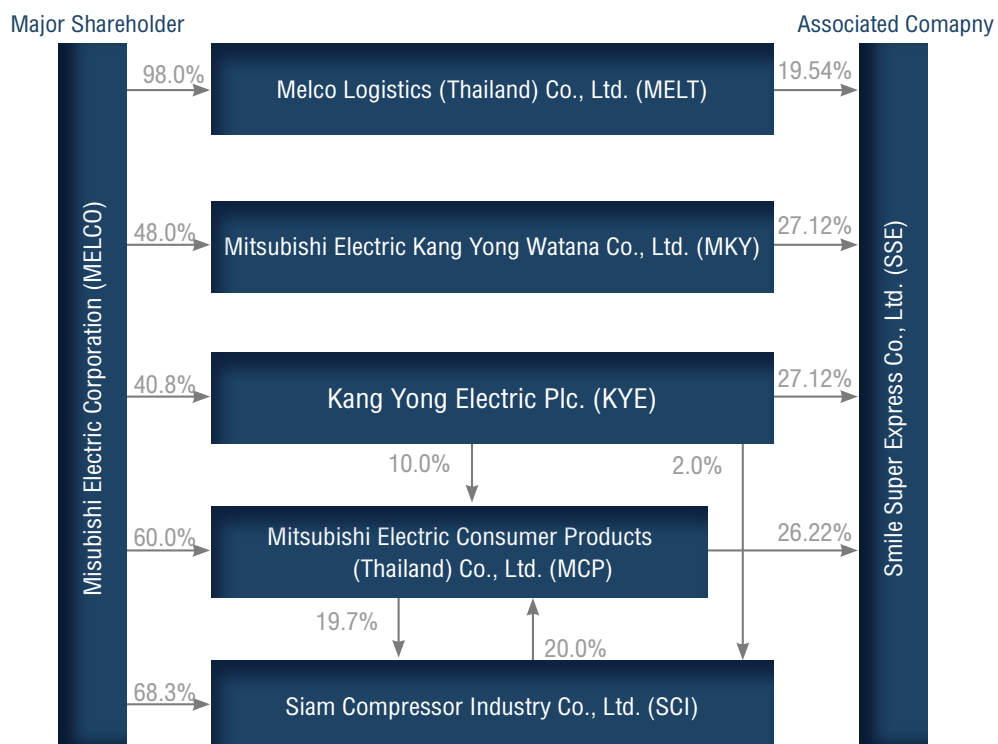 Major Shareholder
Associated Comapny
98.0%
Melco Logistics (Thailand) Co., Ltd. (MELT)
19.54%
Misubishi Electric Corporation (MELCO)
48.0%
Mitsubishi Electric Kang Yong Watana Co., Ltd. (MKY)
27.12%
Smile Super Express Co., Ltd. (SSE)
40.8%
Kang Yong Electric Plc. (KYE)
27.12%
10.0%
2.0%
60.0%
Mitsubishi Electric Consumer Products
(Thailand) Co., Ltd. (MCP)
26.22%
19.7%
20.0%
68.3%
Siam Compressor Industry Co., Ltd. (SCI)